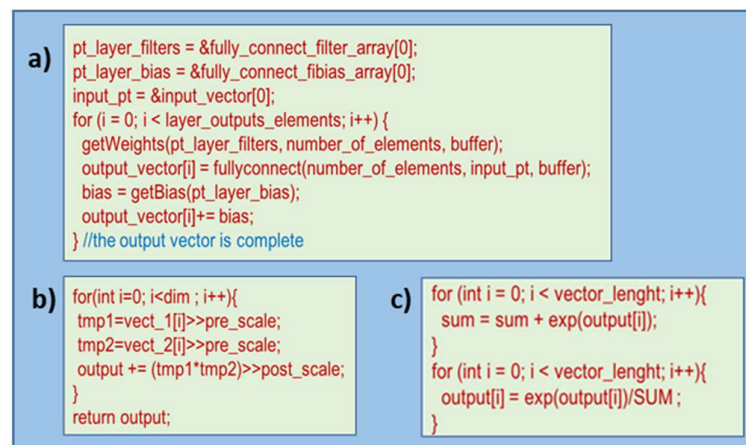 a)
pt_layer_filters = &fully_connect_filter_array[0];
pt_layer_bias = &fully_connect_fibias_array[0];
input_pt = &input_vector[0];
for (i = 0; i < layer_outputs_elements; i++) {
getWeights(pt_layer_filters, number_of_elements, buffer);
output_vector[i] = fullyconnect(number_of_elements, input_pt, buffer);
bias = getBias(pt_layer_bias);
output_vector[i]+= bias;
} //the output vector is complete
b)
for(int i=0; i<dim ; i++){
tmp1=vect_1[i]>>pre_scale;
tmp2=vect_2[i]>>pre_scale;
output += (tmp1*tmp2)>>post_scale;
}
return output;
c)
for (int i = 0; i < vector_lenght; i++){
sum = sum + exp(output[i]);
}
for (int i = 0; i < vector_lenght; i++){
output[i] = exp(output[i])/SUM ;
}